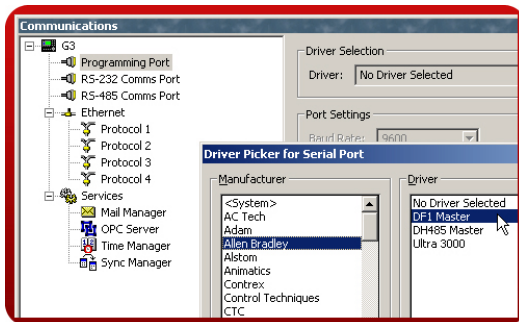 Communications
G3
Programming Port
RS-232 Comms Port
RS-485 Comms Port
Ethernet
Protocol 1
Protocol 2
Protocol 3
Protocol 4
Services
Mail Manager
OPC Server
Time Manager
Sync Manager
Driver Selection
Driver: No Driver Selected
Port Settings
Baud Rate: 9600
Driver Picker for Serial Port
Manufacturer
<System>
AC Tech
Adam
Allen Bradley
Alstom
Animatics
Contrex
Control Techniques
CTC
Driver
No Driver Selected
DF1 Master
DH485 Master
Ultra 3000